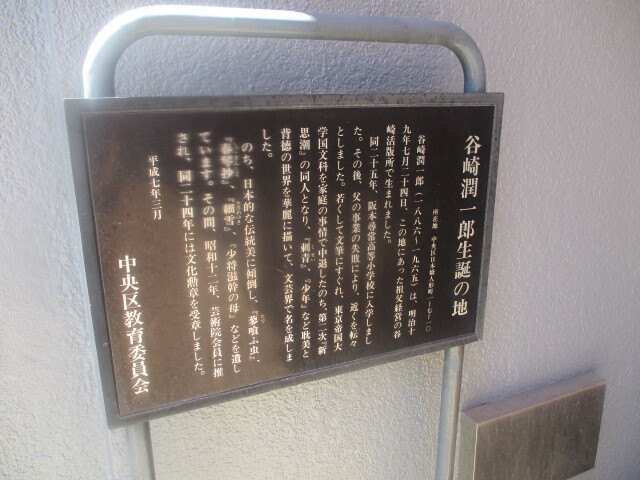 谷崎潤一郎生誕の地
所在地 中央区日本橋人形町一-七-一〇
谷崎潤一郎(一八八六~一九六五)は、明治十
九年七月二十四日、この地にあった祖父経営の谷
崎活版所で生まれました。
同二十五年、阪本尋常高等小学校に入学しまし
た。その後、父の事業の失敗により、近くを転々
としました。若くして文筆にすぐれ、東京帝国大
学国文科を家庭の事情で中退したのち、第二次『新
思潮』の同人となり、『刺青』、『少年』など耽美と
背徳の世界を華麗に描いて、文芸界で名を成しま
した。
のち、日本的な伝統美に傾倒し、『蓼喰ふ虫』、
『春琴抄』、『細雪』、『少将滋幹の母』などを遺し
ています。その間、昭和十二年、芸術院会員に推
され、同二十四年には文化勲章を受章しました。
平成七年三月
中央区教育委員会